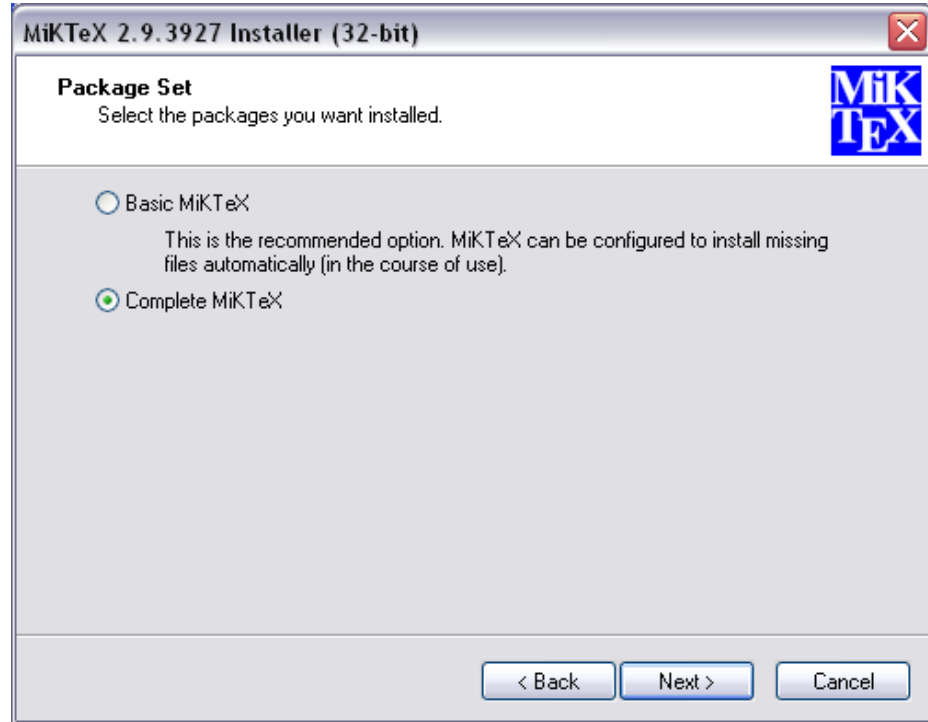 MiKTeX 2.9.3927 Installer (32-bit)
Package Set
Select the packages you want installed.
MiK
TEX
Basic MiKTeX
This is the recommended option. MiKTeX can be configured to install missing
files automatically (in the course of use).
Complete MiKTeX
< Back
Next >
Cancel